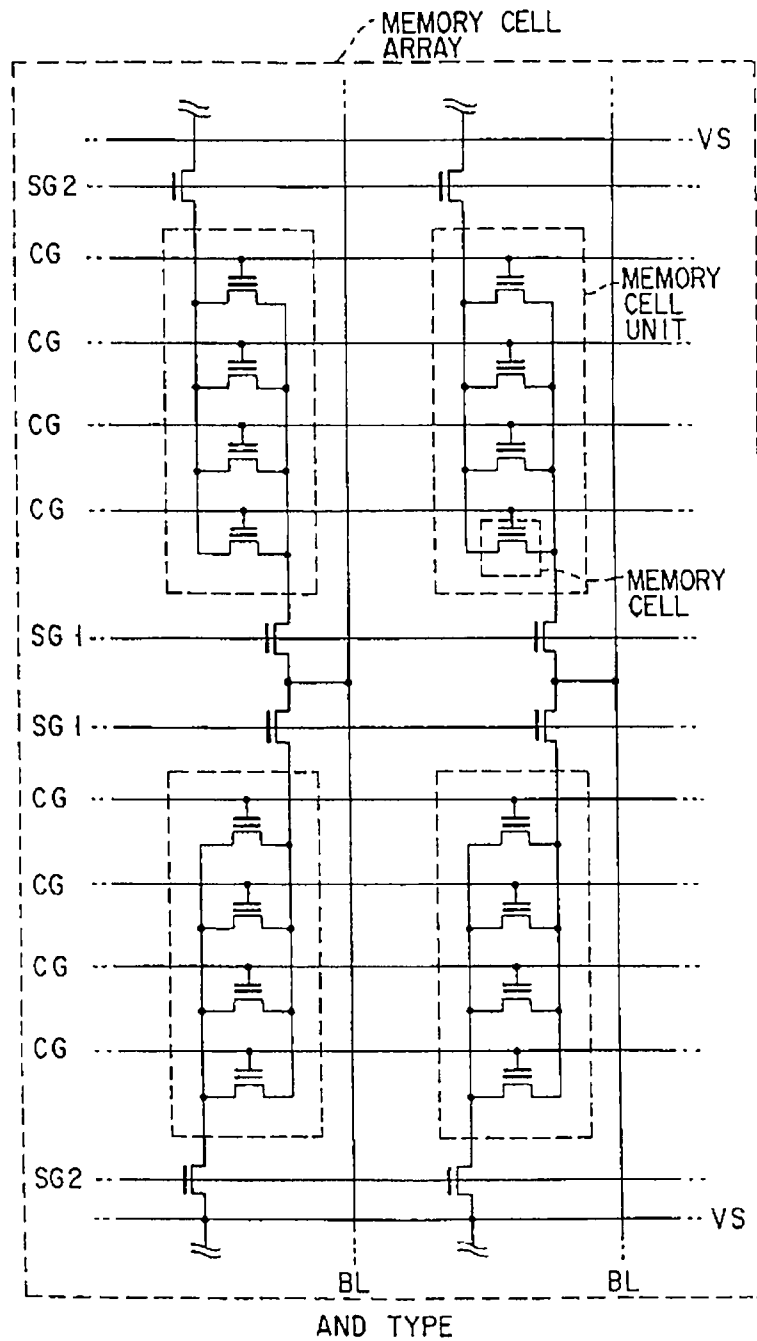 MEMORY CELL
ARRAY
VS
SG2
CG
MEMORY
CELL
UNIT
CG
CG
CG
MEMORY
CELL
SG1
SG1
CG
CG
CG
CG
SG2
VS
BL
BL
AND TYPE